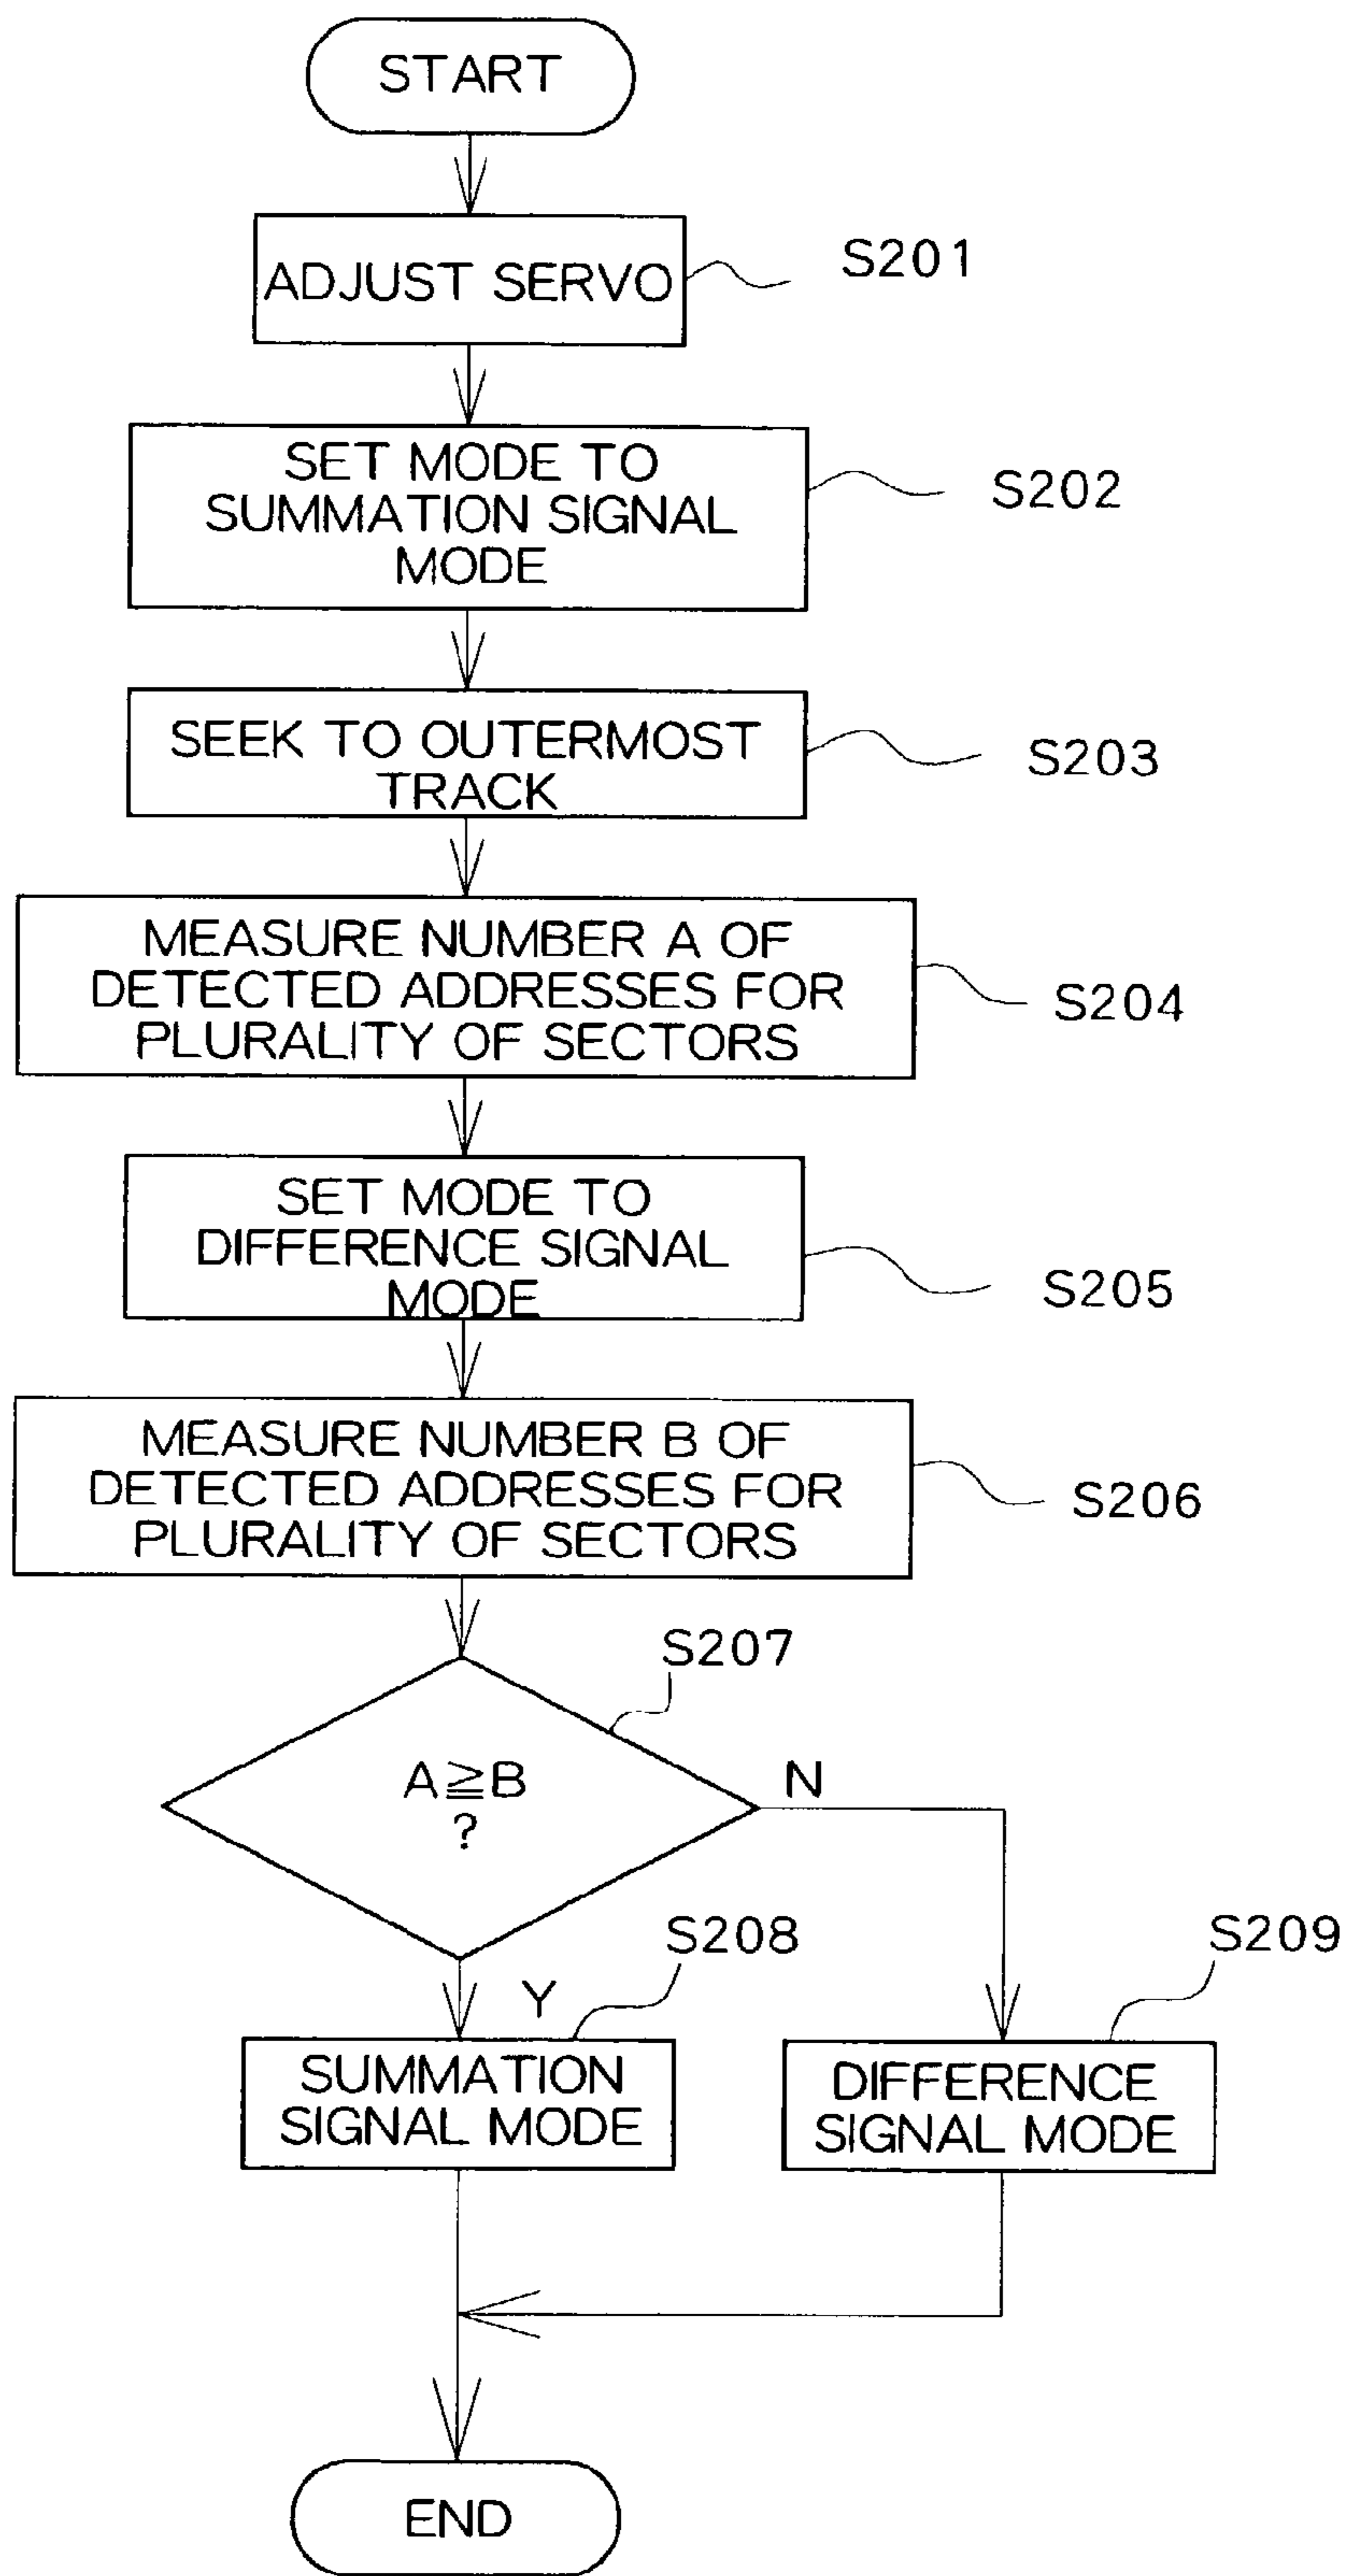 START
ADJUST SERVO
S201
SET MODE TO
SUMMATION SIGNAL
MODE
S202
SEEK TO OUTERMOST
TRACK
S203
MEASURE NUMBER A OF
DETECTED ADDRESSES FOR
PLURALITY OF SECTORS
S204
SET MODE TO
DIFFERENCE SIGNAL
MODE
S205
MEASURE NUMBER B OF
DETECTED ADDRESSES FOR
PLURALITY OF SECTORS
S206
S207
A≧B
?
N
Y
S208
SUMMATION
SIGNAL MODE
S209
DIFFERENCE
SIGNAL MODE
END